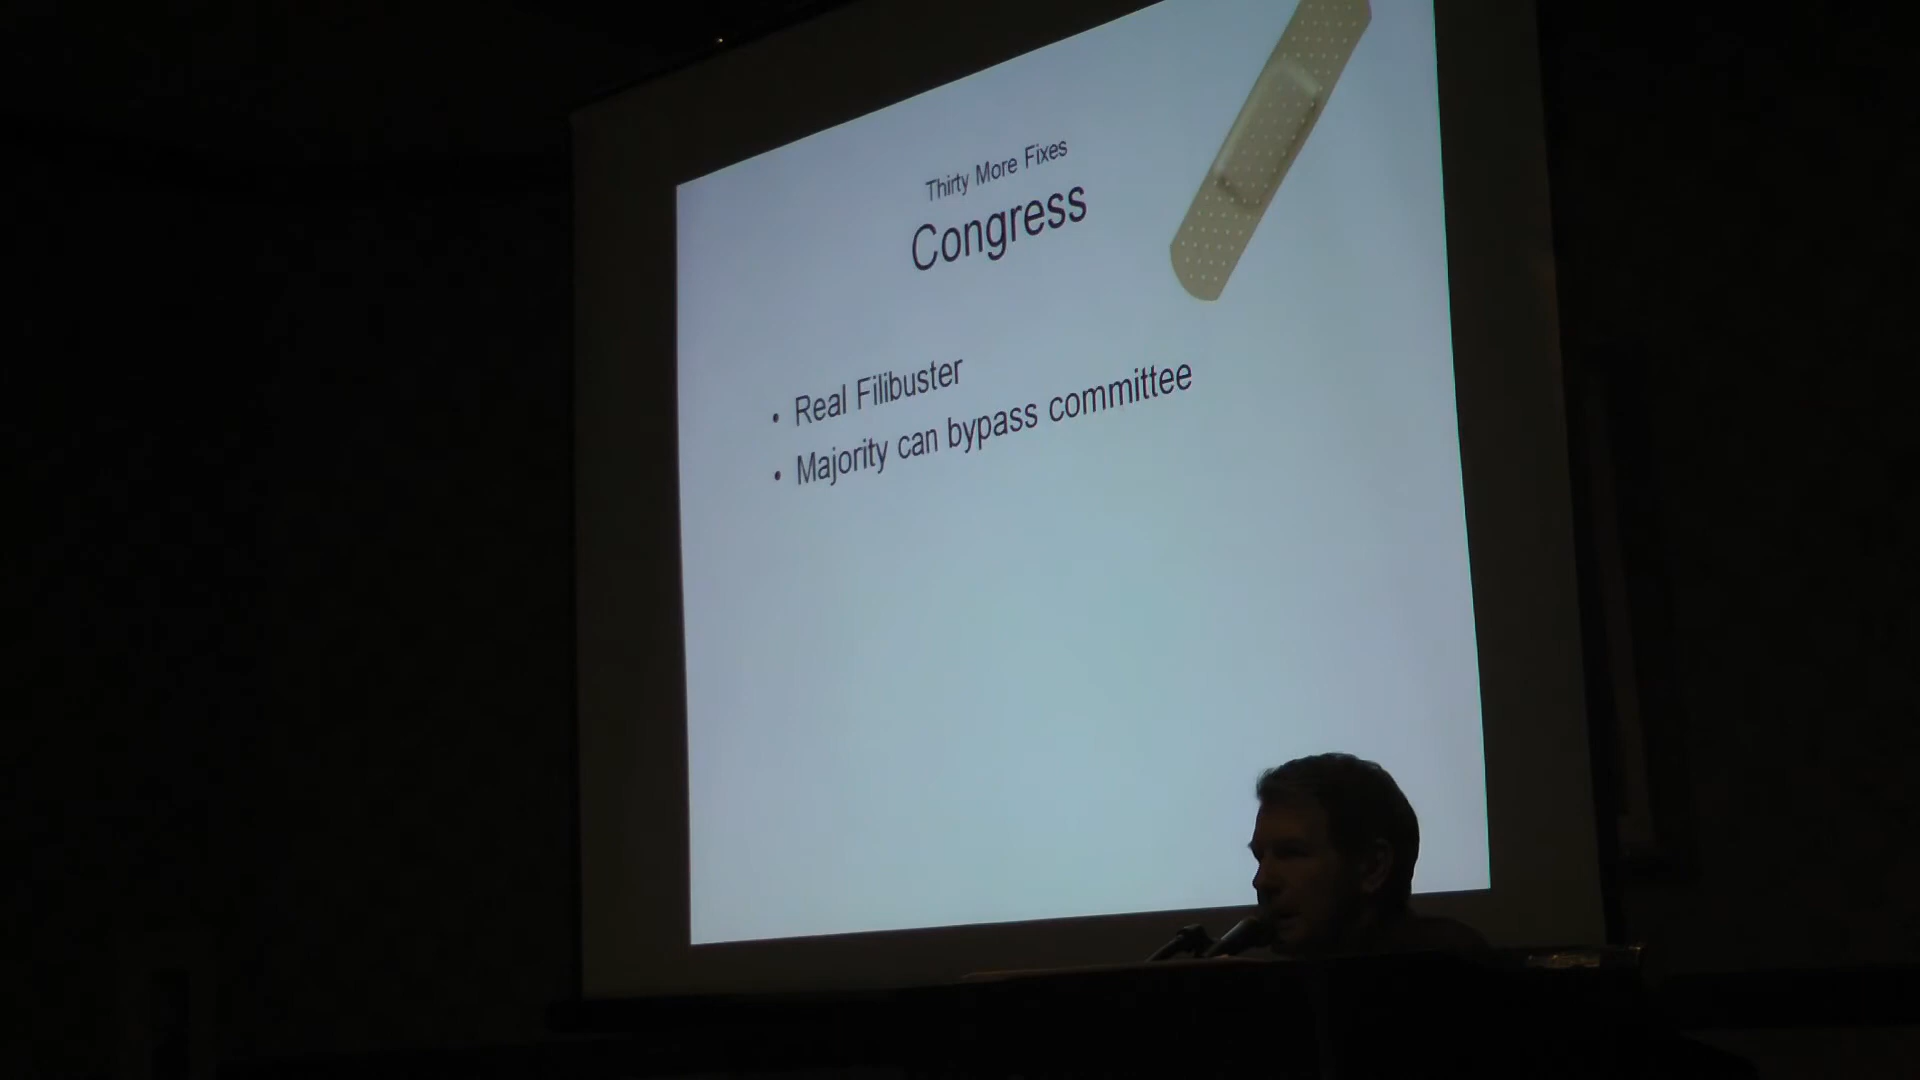 Thirty More Fixes
Congress
• Real Filibuster
• Majority can bypass committee